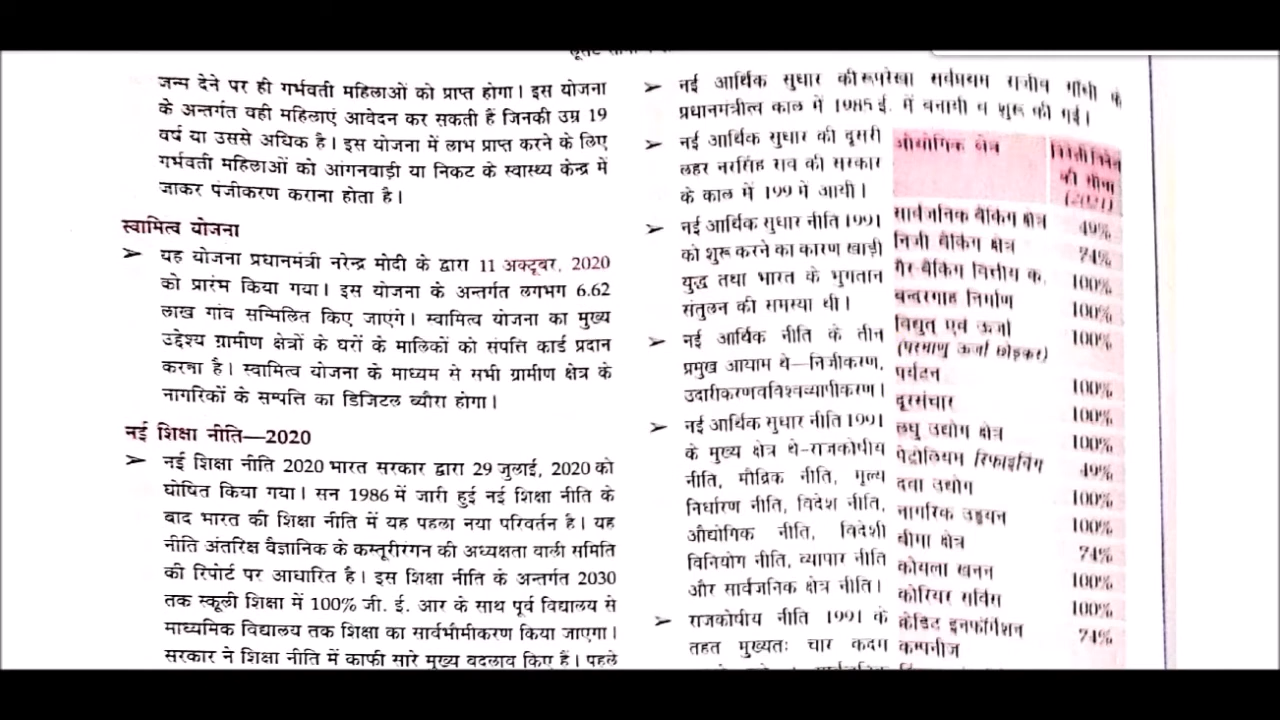 जन्म देने पर ही गर्भवती महिलाओं को प्राप्त होगा। इस योजना
के अन्तर्गत वही महिलाएं आवेदन कर सकती हैं जिनकी उम्र 19
वर्ष या उससे अधिक है। इस योजना में लाभ प्राप्त करने के लिए
गर्भवती महिलाओं को आंगनवाड़ी या निकट के स्वास्थ्य केन्द्र में
जाकर पंजीकरण कराना होता है।
स्वामित्व योजना
➢ यह योजना प्रधानमंत्री नरेन्द्र मोदी के द्वारा 11 अक्टूबर, 2020
को प्रारंभ किया गया। इस योजना के अन्तर्गत लगभग 6.62
लाख गांव सम्मिलित किए जाएंगे। स्वामित्व योजना का मुख्य
उद्देश्य ग्रामीण क्षेत्रों के घरों के मालिकों को संपत्ति कार्ड प्रदान
करना है। स्वामित्व योजना के माध्यम से सभी ग्रामीण क्षेत्र के
नागरिकों के सम्पत्ति का डिजिटल ब्यौरा होगा।
नई शिक्षा नीति—2020
➢ नई शिक्षा नीति 2020 भारत सरकार द्वारा 29 जुलाई, 2020 को
घोषित किया गया। सन 1986 में जारी हुई नई शिक्षा नीति के
बाद भारत की शिक्षा नीति में यह पहला नया परिवर्तन है। यह
नीति अंतरिक्ष वैज्ञानिक के कस्तूरीरंगन की अध्यक्षता वाली समिति
की रिपोर्ट पर आधारित है। इस शिक्षा नीति के अन्तर्गत 2030
तक स्कूली शिक्षा में 100% जी. ई. आर के साथ पूर्व विद्यालय से
माध्यमिक विद्यालय तक शिक्षा का सार्वभौमीकरण किया जाएगा।
सरकार ने शिक्षा नीति में काफी सारे मुख्य बदलाव किए हैं। पहले
➢ नई आर्थिक सुधार की रूपरेखा सर्वप्रथम राजीव गाँधी के
प्रधानमंत्रीत्व काल में 1985 ई. में बनायी व शुरू की गई।
➢ नई आर्थिक सुधार की दूसरी
लहर नरसिंह राव की सरकार
के काल में 199 में आयी।
➢ नई आर्थिक सुधार नीति 1991
को शुरू करने का कारण खाड़ी
युद्ध तथा भारत के भुगतान
संतुलन की समस्या थी।
➢ नई आर्थिक नीति के तीन
प्रमुख आयाम थे—निजीकरण,
उदारीकरण व विश्वव्यापीकरण।
➢ नई आर्थिक सुधार नीति 1991
के मुख्य क्षेत्र थे-राजकोषीय
नीति, मौद्रिक नीति, मूल्य
निर्धारण नीति, विदेश नीति,
औद्योगिक नीति, विदेशी
विनियोग नीति, व्यापार नीति
और सार्वजनिक क्षेत्र नीति।
➢ राजकोषीय नीति 1991 के
तहत मुख्यतः चार कदम
औद्योगिक क्षेत्र
की सीमा
(2021)
सार्वजनिक बैंकिंग क्षेत्र 49%
निजी बैंकिंग क्षेत्र 74%
गैर बैंकिंग वित्तीय क. 100%
बन्दरगाह निर्माण 100%
विद्युत एवं ऊर्जा 100%
(परमाणु ऊर्जा छोड़कर)
पर्यटन 100%
दूरसंचार 100%
लघु उद्योग क्षेत्र 100%
पेट्रोलियम रिफाइनिंग 49%
दवा उद्योग 100%
नागरिक उड्डयन 100%
बीमा क्षेत्र 74%
कोयला खनन 100%
कोरियर सर्विस 100%
क्रेडिट इनफॉर्मेशन 74%
कम्पनीज